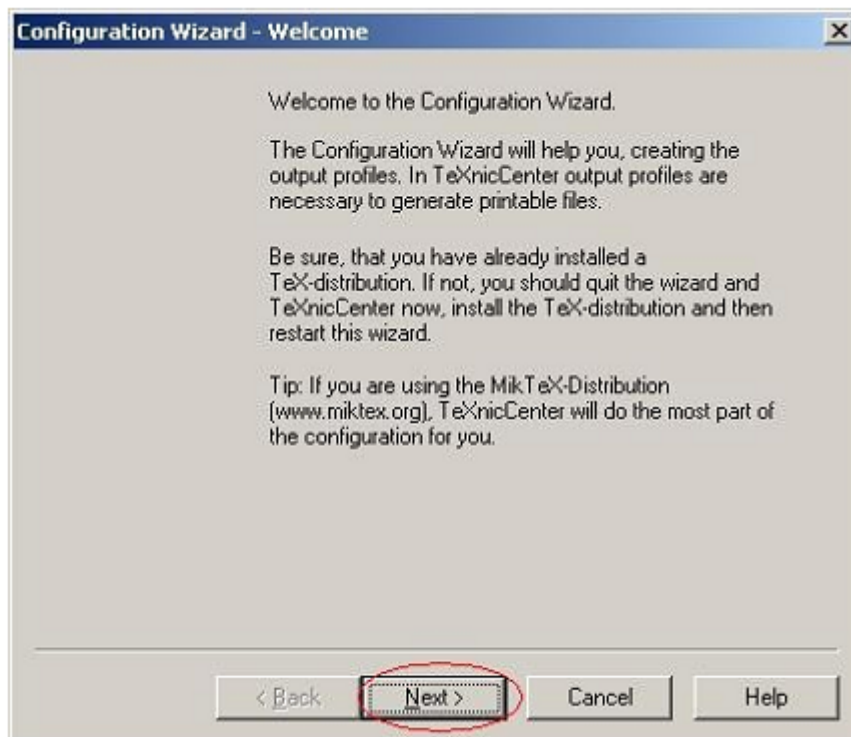 Configuration Wizard - Welcome
Welcome to the Configuration Wizard.
The Configuration Wizard will help you, creating the
output profiles. In TeXnicCenter output profiles are
necessary to generate printable files.
Be sure, that you have already installed a
TeX-distribution. If not, you should quit the wizard and
TeXnicCenter now, install the TeX-distribution and then
restart this wizard.
Tip: If you are using the MikTeX-Distribution
(www.miktex.org), TeXnicCenter will do the most part of
the configuration for you.
< Back Next > Cancel Help